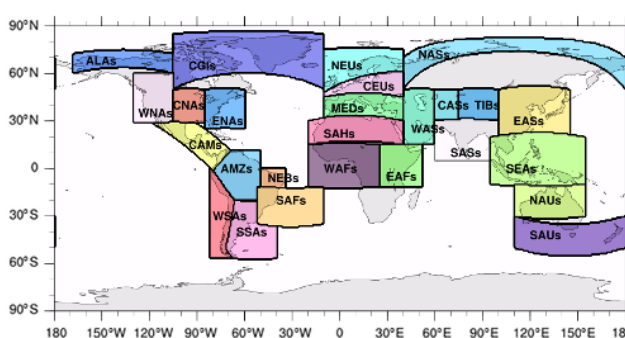 90°N
60°N
30°N
0
30°S
60°S
90°S
ALAs
CGIs
NEUs
NASs
CEUs
WNAs
CNAs
ENAs
MEDs
WASs
CASs
TIBs
EASs
SAHs
CAMs
SASs
AMZs
NEBs
WAFs
EAFs
SEAs
WSAs
SAFs
NAUs
SSAs
SAUs
180 150°W 120°W 90°W 60°W 30°W 0 30°E 60°E 90°E 120°E 150°E 180